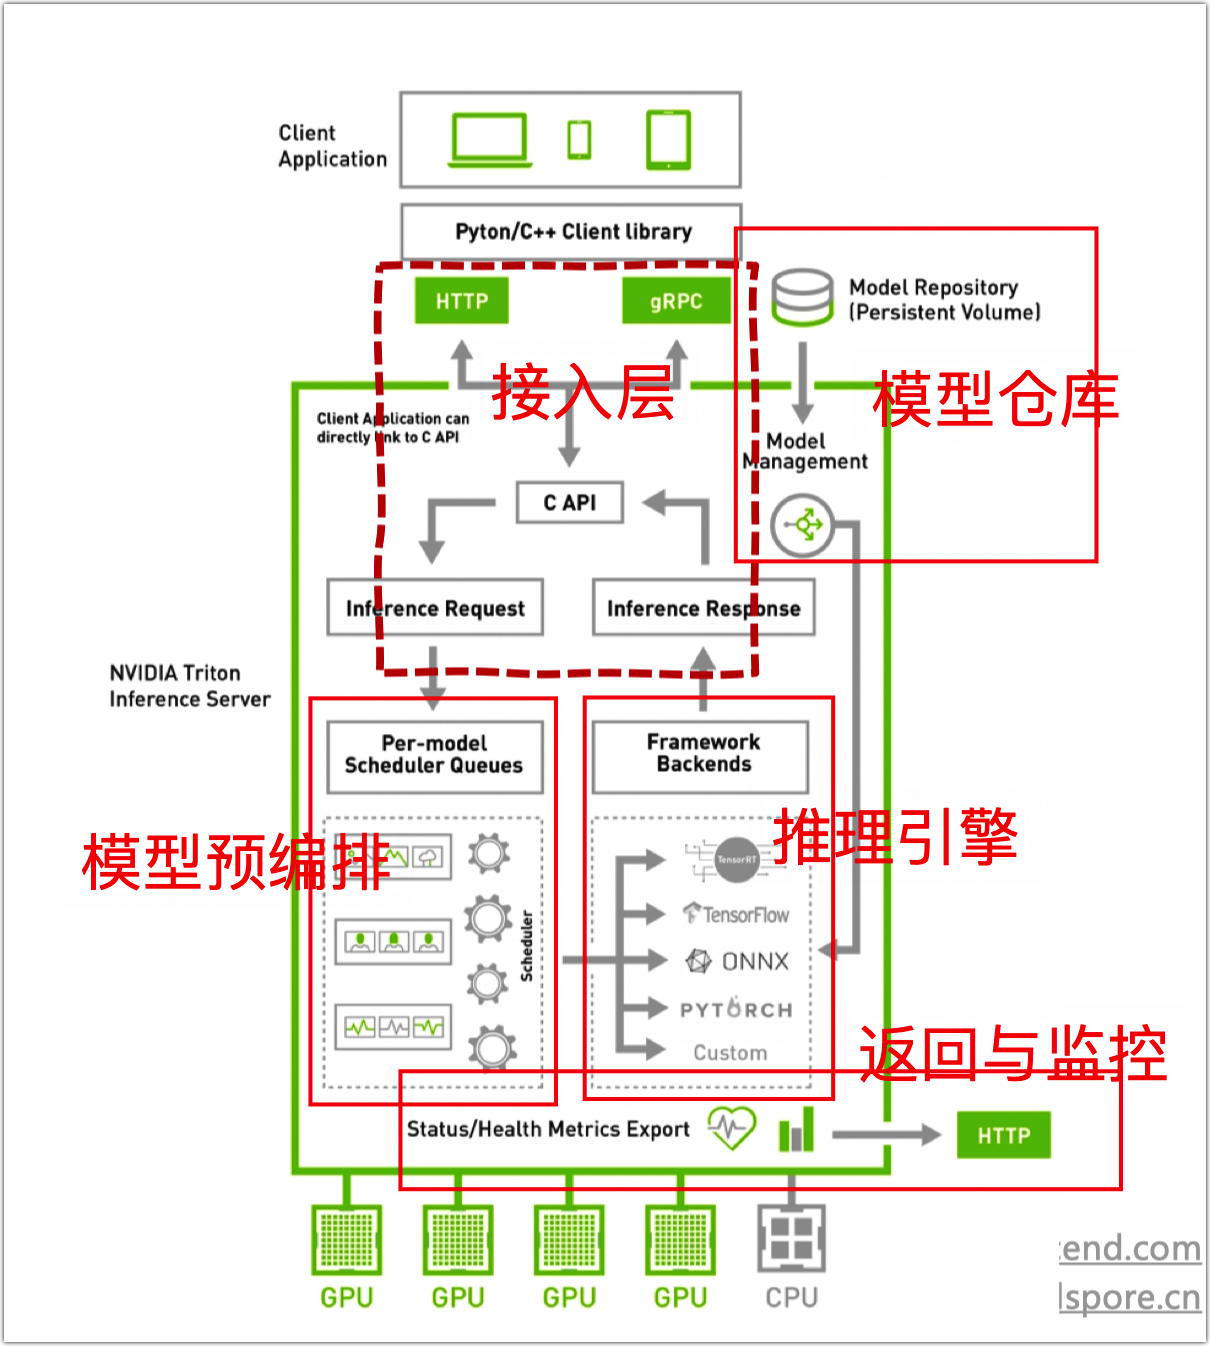 Client
Application
Pyton/C++ Client library
HTTP
gRPC
Model Repository
(Persistent Volume)
接入层
模型仓库
Client Application can
directly link to C API
Model
Management
C API
Inference Request
Inference Response
NVIDIA Triton
Inference Server
Per-model
Scheduler Queues
Framework
Backends
模型预编排
推理引擎
Scheduler
TensorRT
TensorFlow
ONNX
PYTORCH
Custom
返回与监控
Status/Health Metrics Export
HTTP
GPU
GPU
GPU
GPU
CPU
end.com
spore.cn